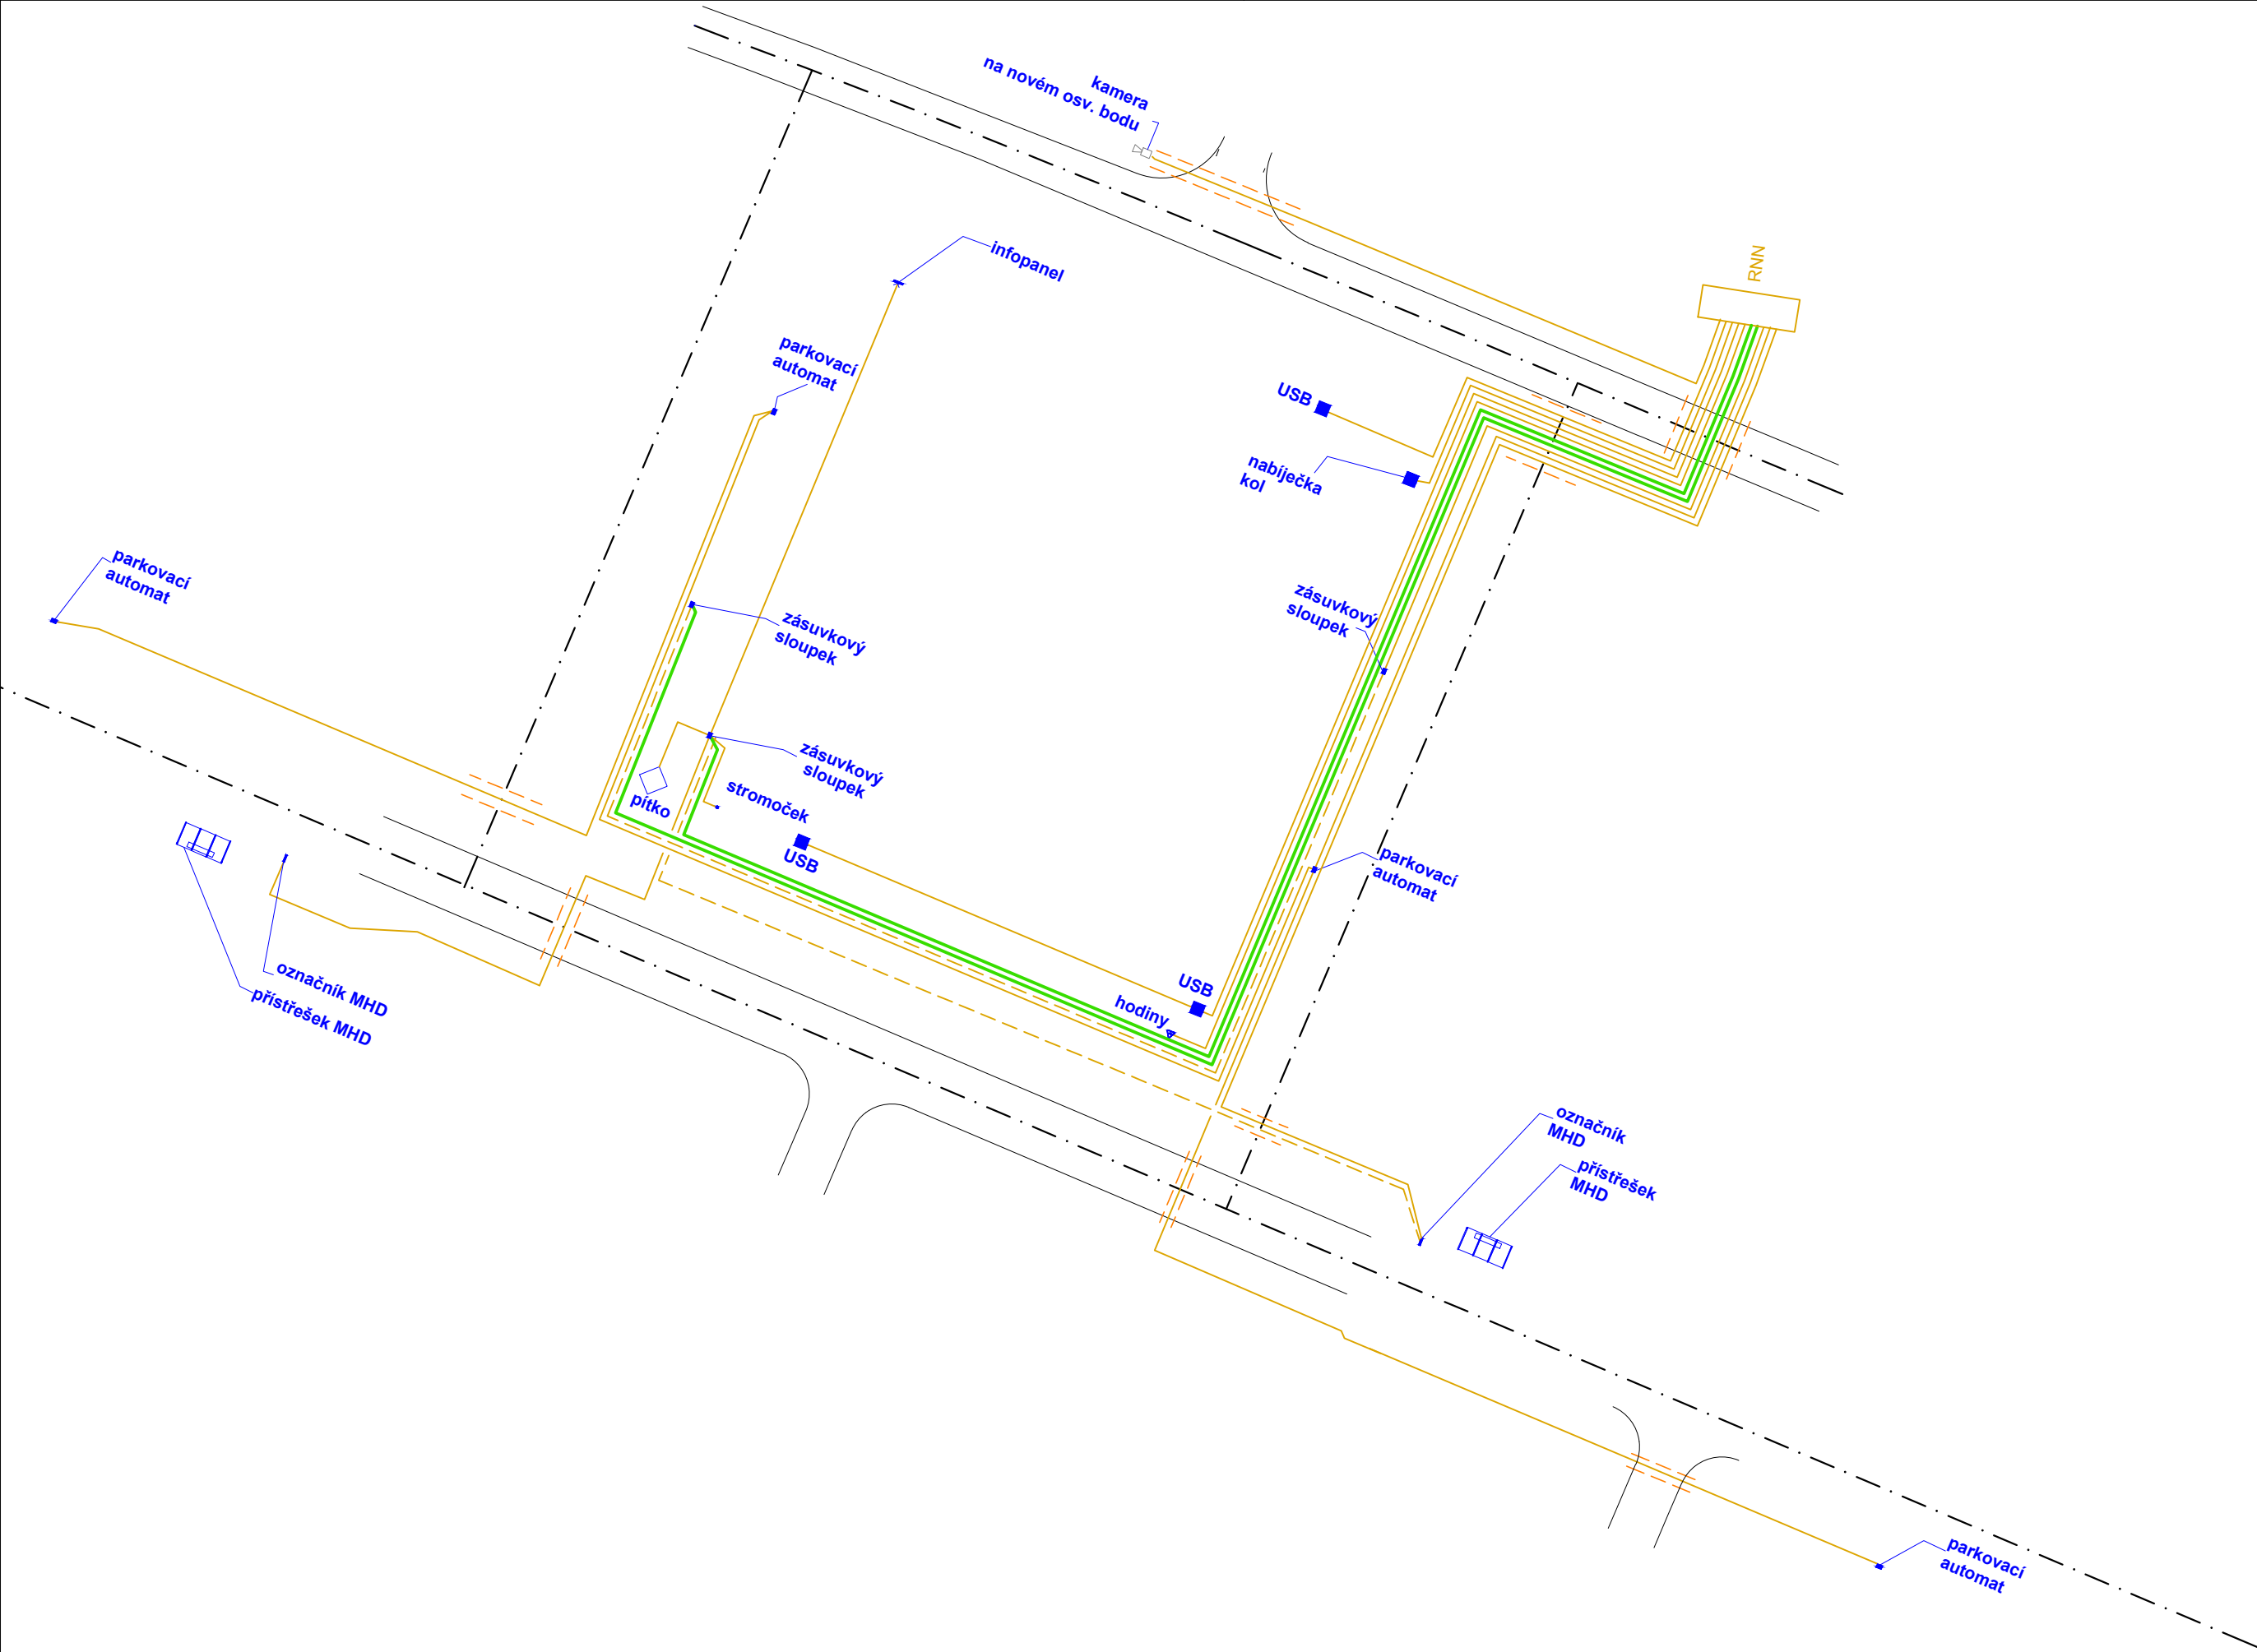 kamera
na novém osv. bodu
infopanel
RNN
parkovací
automat
USB
nabíječka
kol
parkovací
automat
zásuvkový
sloupek
zásuvkový
sloupek
zásuvkový
sloupek
pítko
stromoček
USB
parkovací
automat
označník MHD
přístřešek MHD
USB
hodiny
označník
MHD
přístřešek
MHD
parkovací
automat